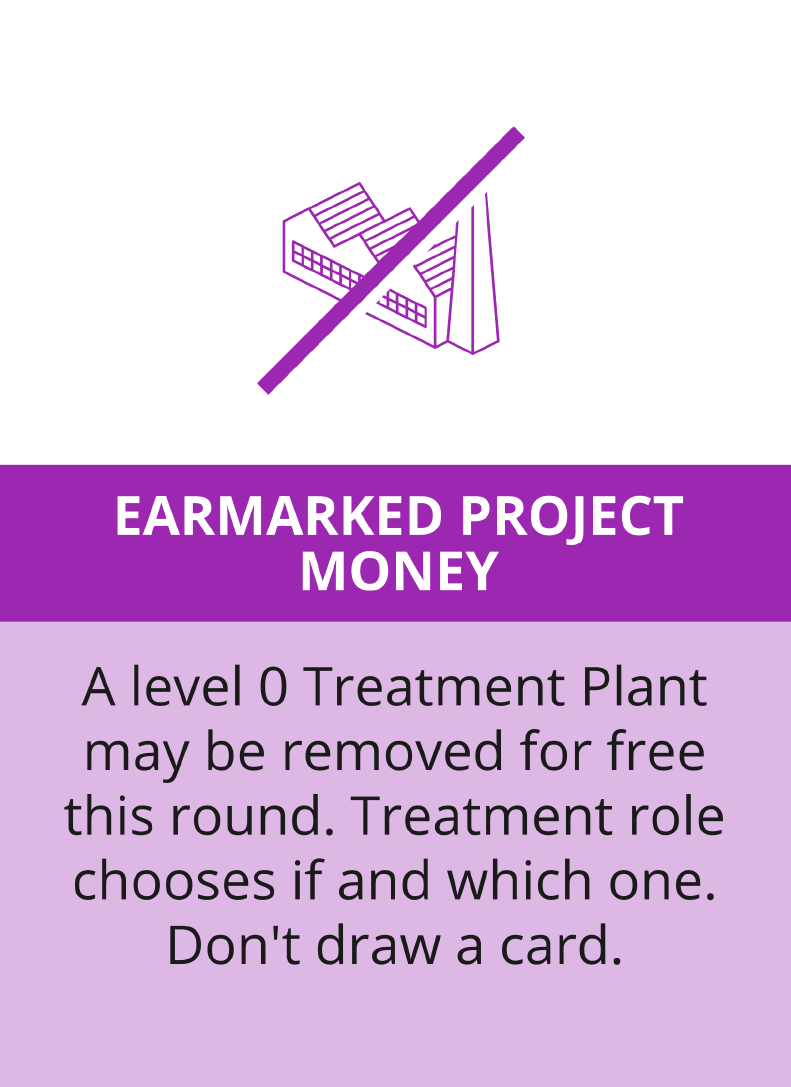 EARMARKED PROJECT
MONEY
A level 0 Treatment Plant
may be removed for free
this round. Treatment role
chooses if and which one.
Don't draw a card.